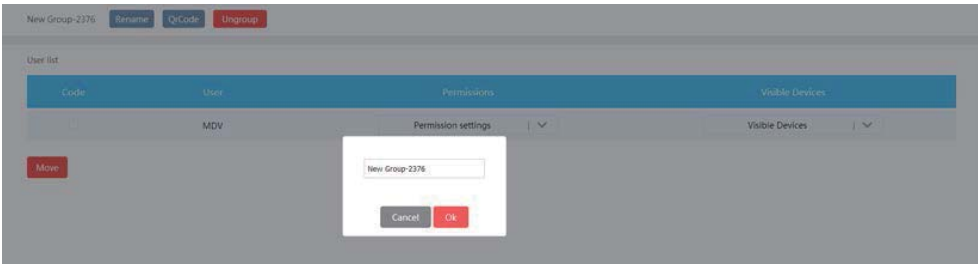 New Group-2376 Rename QrCode Ungroup
User list
Code User Permissions Visible Devices
MDV Permission settings Visible Devices
New Group-2376
Move
Cancel Ok